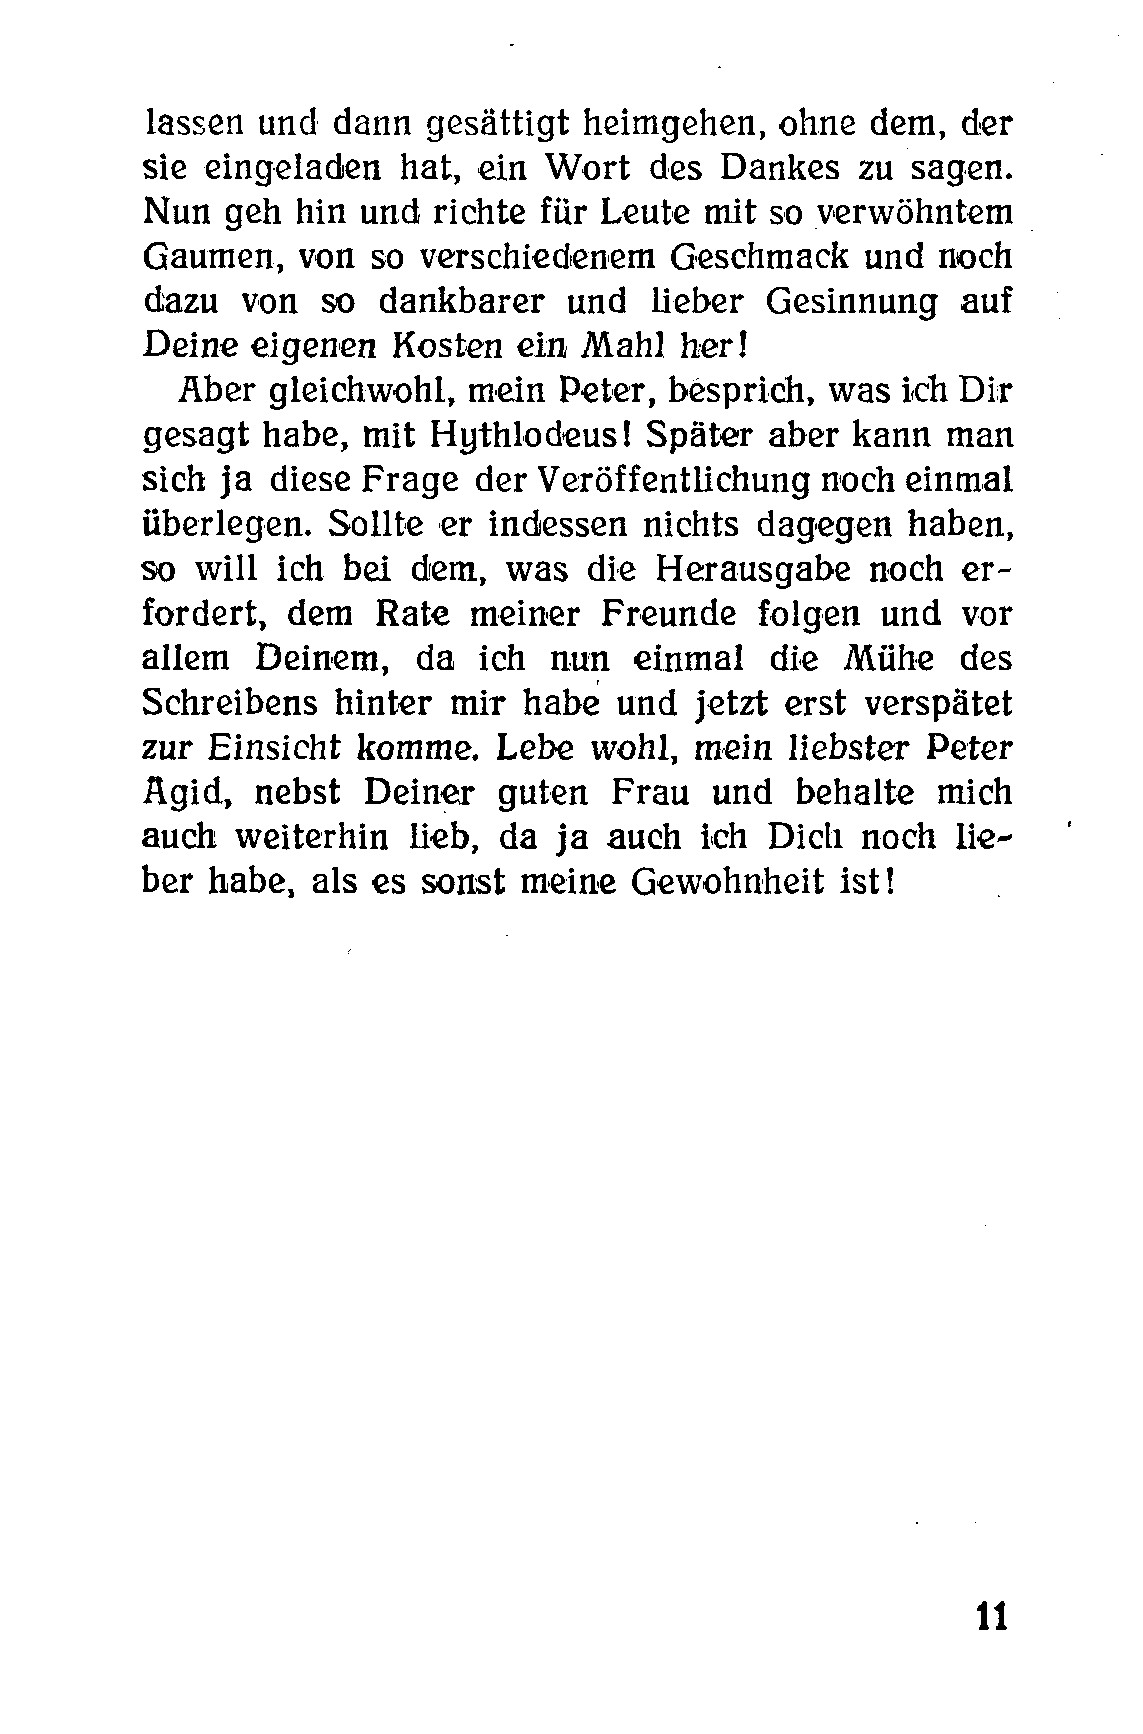 lassen und dann gesättigt heimgehen, ohne dem, der
sie eingeladen hat, ein Wort des Dankes zu sagen.
Nun geh hin und richte für Leute mit so verwöhntem
Gaumen, von so verschiedenem Geschmack und noch
dazu von so dankbarer und lieber Gesinnung auf
Deine eigenen Kosten ein Mahl her!
Aber gleichwohl, mein Peter, besprich, was ich Dir
gesagt habe, mit Hythlodeus! Später aber kann man
sich ja diese Frage der Veröffentlichung noch einmal
überlegen. Sollte er indessen nichts dagegen haben,
so will ich bei dem, was die Herausgabe noch er-
fordert, dem Rate meiner Freunde folgen und vor
allem Deinem, da ich nun einmal die Mühe des
Schreibens hinter mir habe und jetzt erst verspätet
zur Einsicht komme. Lebe wohl, mein liebster Peter
Ägid, nebst Deiner guten Frau und behalte mich
auch weiterhin lieb, da ja auch ich Dich noch lie-
ber habe, als es sonst meine Gewohnheit ist!
11